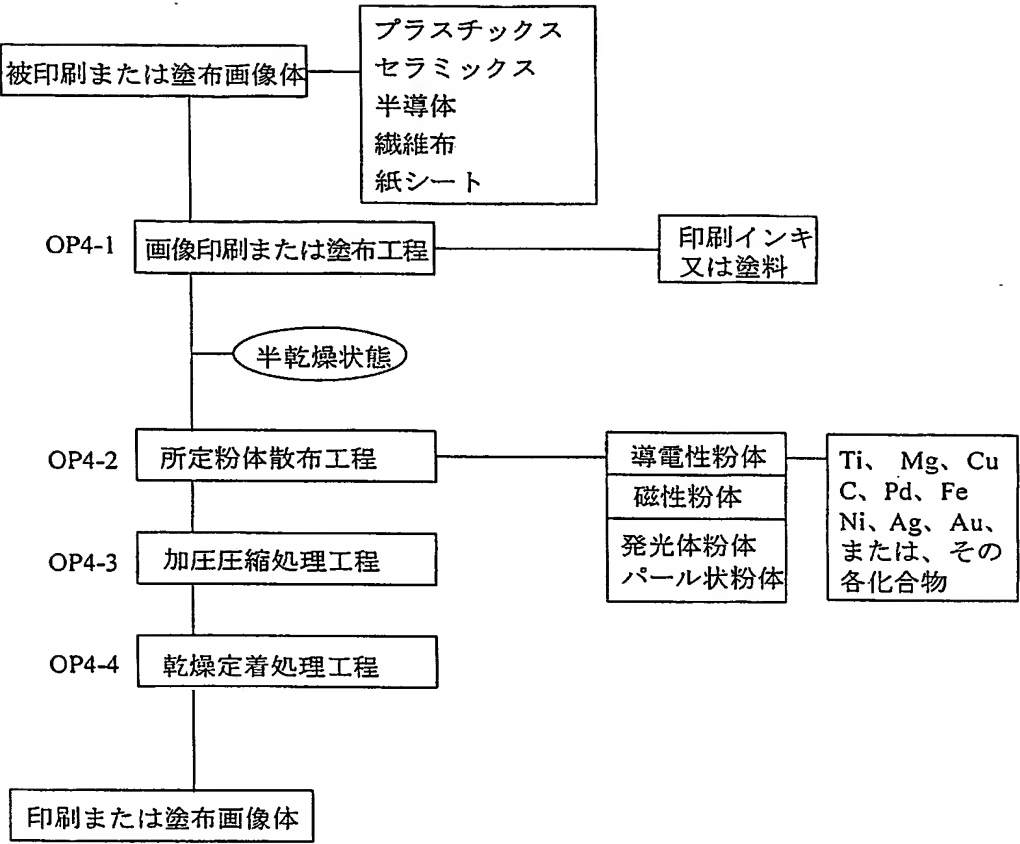 プラスチックス
セラミックス
半導体
繊維布
紙シート
被印刷または塗布画像体
OP4-1
画像印刷または塗布工程
印刷インキ
又は塗料
半乾燥状態
OP4-2
所定粉体散布工程
導電性粉体
磁性粉体
発光体粉体
パール状粉体
Ti、Mg、Cu
C、Pd、Fe
Ni、Ag、Au、
または、その
各化合物
OP4-3
加圧圧縮処理工程
OP4-4
乾燥定着処理工程
印刷または塗布画像体